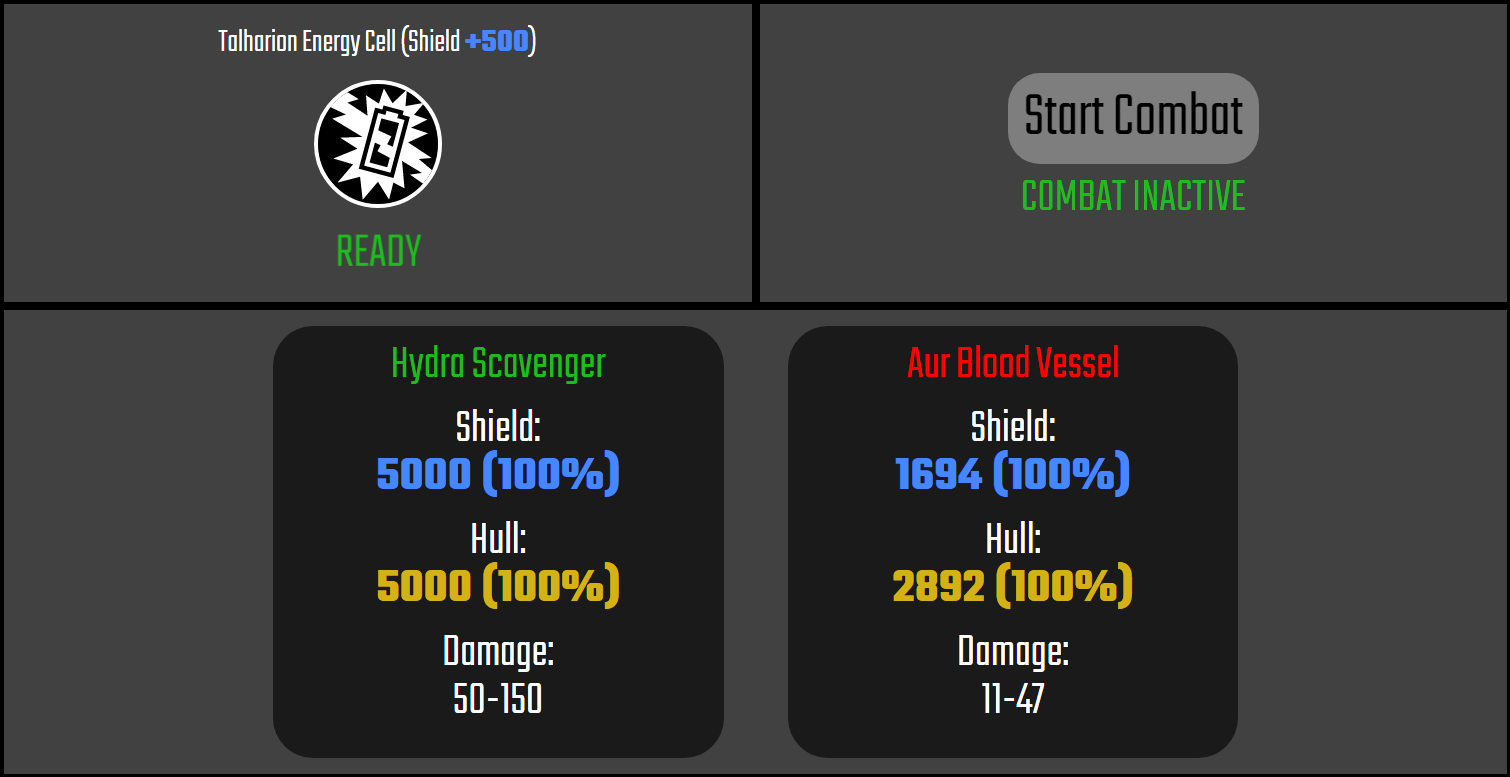 Talharion Energy Cell (Shield +500)
READY
Start Combat
COMBAT INACTIVE
Hydra Scavenger
Shield:
5000 (100%)
Hull:
5000 (100%)
Damage:
50-150
Aur Blood Vessel
Shield:
1694 (100%)
Hull:
2892 (100%)
Damage:
11-47